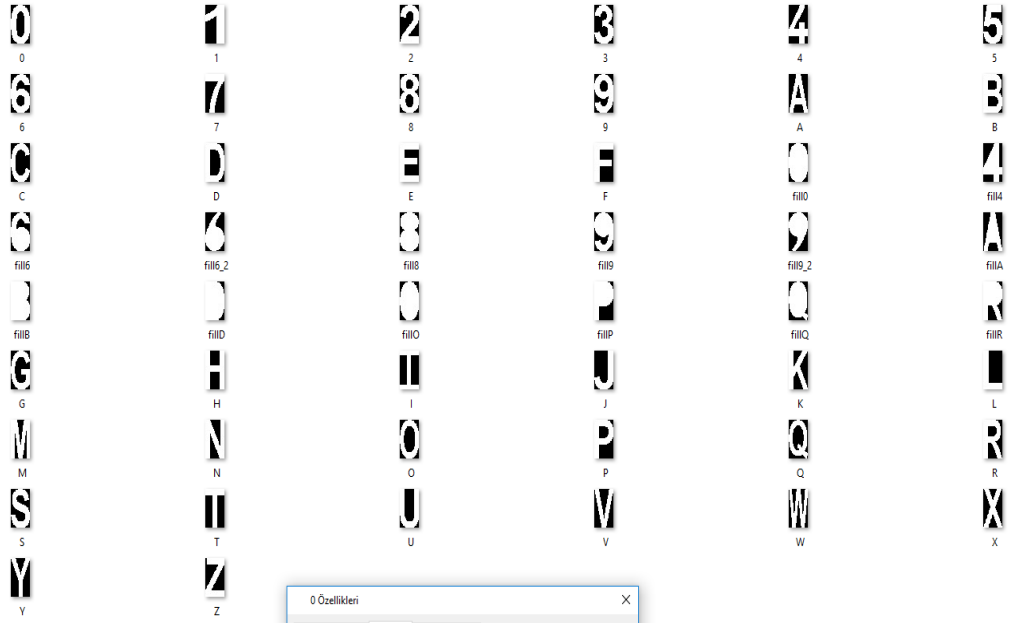 0 1 2 3 4 5
0 1 2 3 4 5
6 7 8 9 A B
6 7 8 9 A B
C D E F 0 4
C D E F fill0 fill4
6 6 8 9 9 A
fill6 fill6_2 fill8 fill9 fill9_2 fillA
B D O P Q R
fillB fillD fillO fillP fillQ fillR
G H I J K L
G H I J K L
M N O P Q R
M N O P Q R
S T U V W X
S T U V W X
Y Z
Y Z
0 Özellikleri